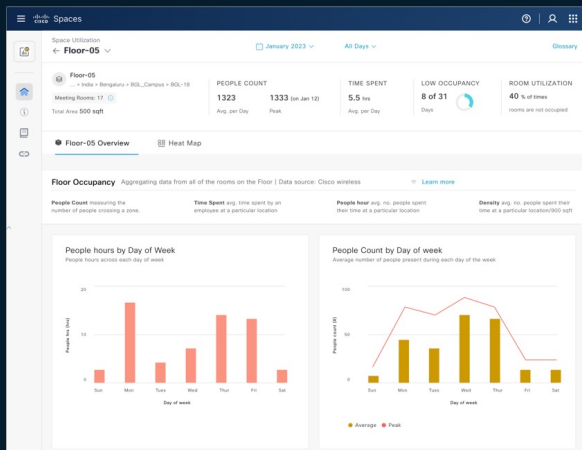 CISCO Spaces
Space Utilization
← Floor-05
January 2023
All Days
Glossary
Floor-05
... > India > Bengaluru > BGL_Campus > BGL-16
Meeting Rooms: 17
Total Area 500 sqft
PEOPLE COUNT
1323
Avg. per Day
1333 (on Jan 12)
Peak
TIME SPENT
5.5 hrs
Avg. per Day
LOW OCCUPANCY
8 of 31
Days
ROOM UTILIZATION
40 % of times
rooms are not occupied
Floor-05 Overview
Heat Map
Floor Occupancy Aggregating data from all of the rooms on the Floor | Data source: Cisco wireless
Learn more
People Count measuring the
number of people crossing a zone.
Time Spent avg. time spent by an
employee at a particular location
People hour avg. no. people spent
their time at a particular location
Density avg. no. people spent their
time at a particular location/900 sqft
People hours by Day of Week
People hours across each day of week
20
10
0
People hrs (hrs)
Sun Mon Tues Wed Thur Fri Sat
Day of week
People Count by Day of week
Average number of people present during each day of the week
100
50
0
People count (#)
Sun Mon Tues Wed Thur Fri Sat
Day of week
Average Peak